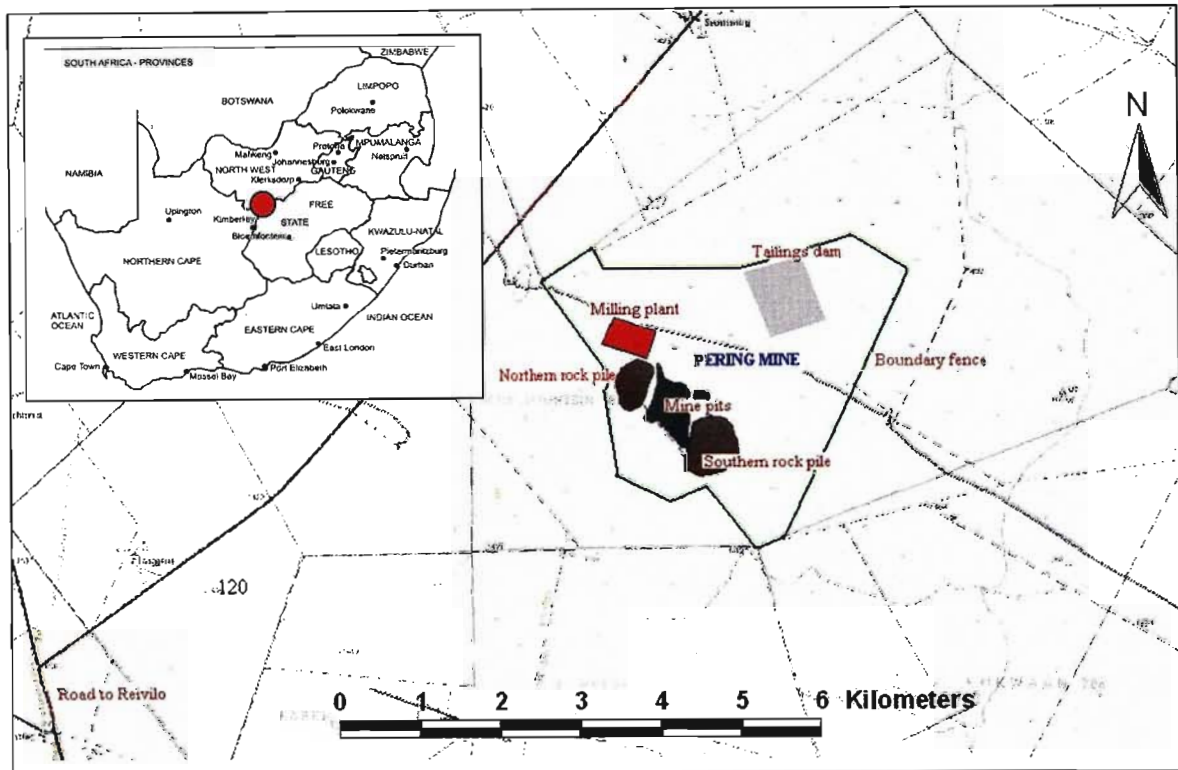 SOUTH AFRICA - PROVINCES
ZIMBABWE
LIMPOPO
Polokwane
BOTSWANA
MPUMALANGA
Pretoria
Mafikeng
Johannesburg
Nelspruit
NORTH WEST
GAUTENG
Klerksdorp
NAMIBIA
FREE
Upington
STATE
Kimberley
Bloemfontein
KWAZULU-NATAL
LESOTHO
Pietermaritzburg
Durban
NORTHERN CAPE
Umtata
ATLANTIC
OCEAN
INDIAN OCEAN
EASTERN CAPE
East London
WESTERN CAPE
Cape Town
Mossel Bay
Port Elizabeth
N
Tailings dam
Milling plant
PERING MINE
Boundary fence
Northern rock pile
Mine pits
Southern rock pile
120
Road to Reivilo
0 1 2 3 4 5 6 Kilometers